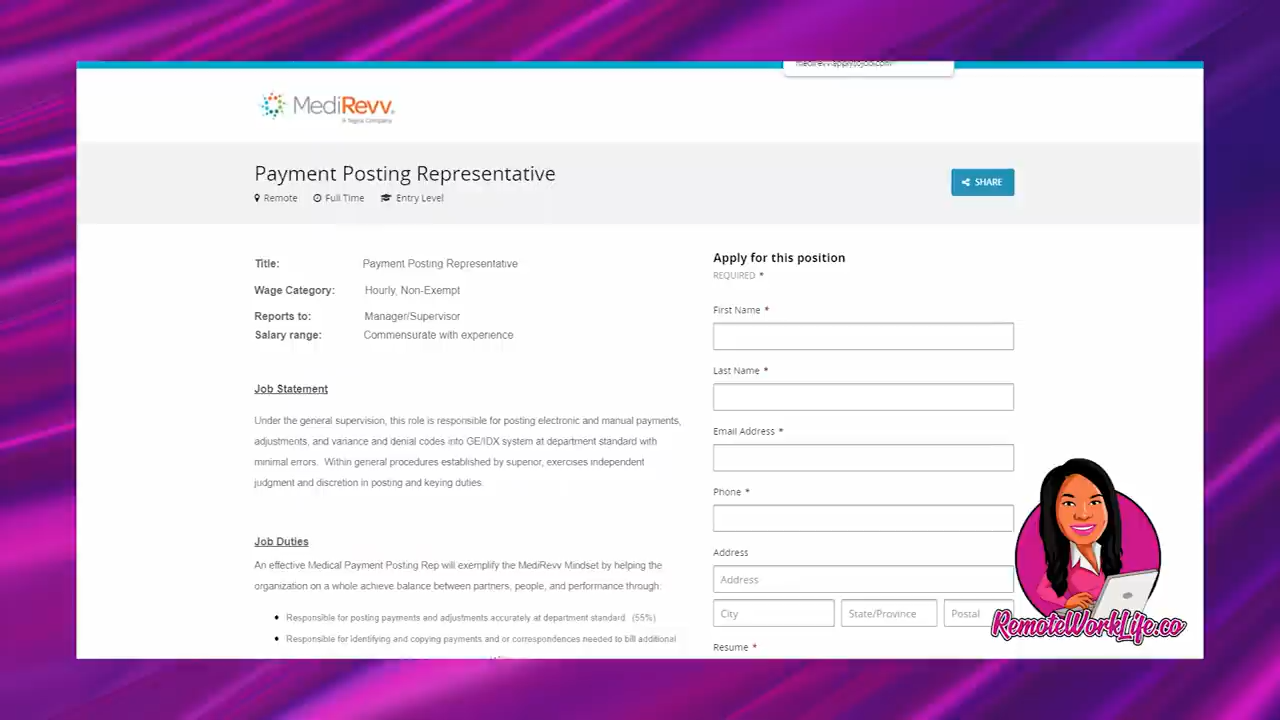 medirevv.applytojob.com
MediRevv
A Tegria Company
Payment Posting Representative
Remote Full Time Entry Level
SHARE
Title: Payment Posting Representative
Wage Category: Hourly, Non-Exempt
Reports to: Manager/Supervisor
Salary range: Commensurate with experience
Job Statement
Under the general supervision, this role is responsible for posting electronic and manual payments,
adjustments, and variance and denial codes into GE/IDX system at department standard with
minimal errors. Within general procedures established by superior, exercises independent
judgment and discretion in posting and keying duties.
Job Duties
An effective Medical Payment Posting Rep will exemplify the MediRevv Mindset by helping the
organization on a whole achieve balance between partners, people, and performance through:
• Responsible for posting payments and adjustments accurately at department standard. (55%)
• Responsible for identifying and copying payments and or correspondences needed to bill additional
Apply for this position
REQUIRED *
First Name *
Last Name *
Email Address *
Phone *
Address
Address
City State/Province Postal
Resume *
RemoteWorkLife.co